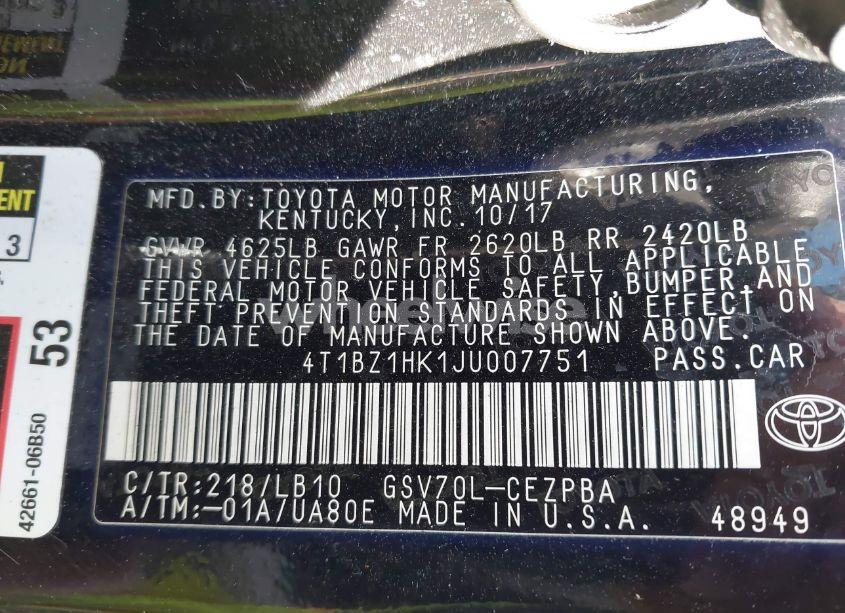 ENT
3
53
42661-06B50
MFD.BY:TOYOTA MOTOR MANUFACTURING,
KENTUCKY,INC.10/17
GVWR 4625LB GAWR FR 2620LB RR 2420LB
THIS VEHICLE CONFORMS TO ALL APPLICABLE
FEDERAL MOTOR VEHICLE SAFETY,BUMPER,AND
THEFT PREVENTION STANDARDS IN EFFECT ON
THE DATE OF MANUFACTURE SHOWN ABOVE.
4T1BZ1HK1JU007751 PASS.CAR
C/TR:218/LB10 GSV70L-CEZPBA
A/TM:-01A/UA80E MADE IN U.S.A. 48949
TOYOTA